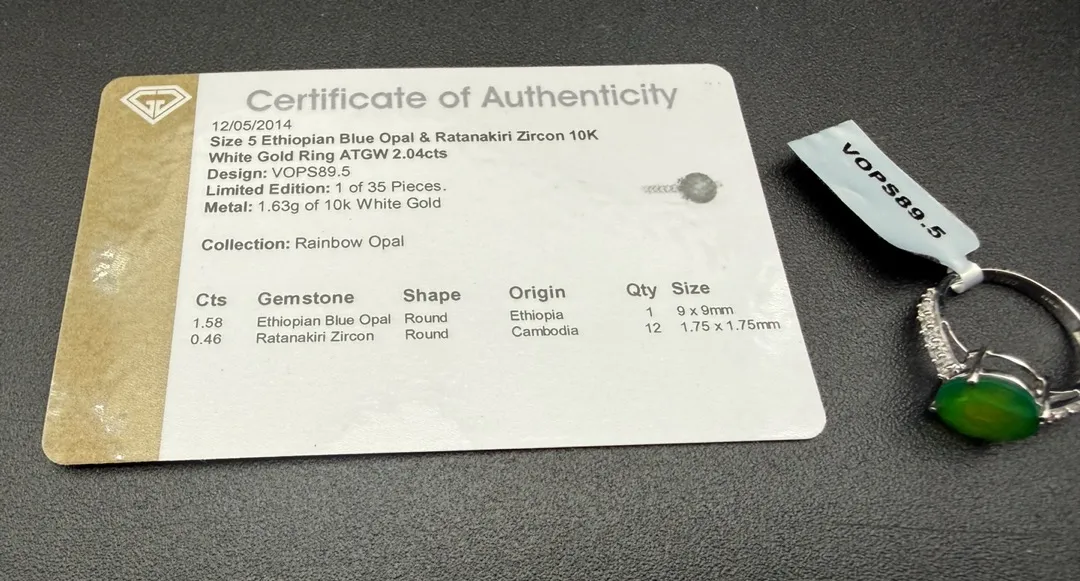 Certificate of Authenticity
12/05/2014
Size 5 Ethiopian Blue Opal & Ratanakiri Zircon 10K
White Gold Ring ATGW 2.04cts
Design: VOPS89.5
Limited Edition: 1 of 35 Pieces.
Metal: 1.63g of 10k White Gold
Collection: Rainbow Opal
Cts Gemstone Shape Origin Qty Size
1.58 Ethiopian Blue Opal Round Ethiopia 1 9 x 9mm
0.46 Ratanakiri Zircon Round Cambodia 12 1.75 x 1.75mm
VOPS89.5